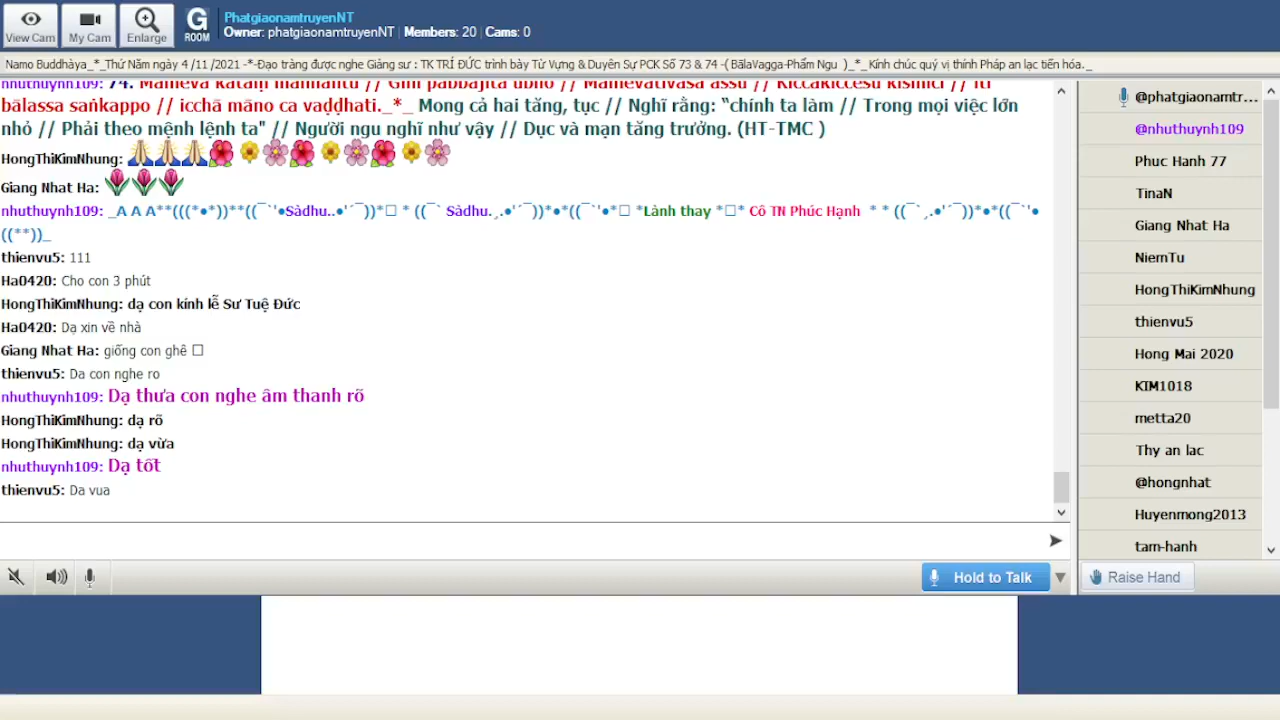 View Cam
My Cam
Enlarge
G
ROOM
PhatgiaonamtruyenNT
Owner: phatgiaonamtruyenNT | Members: 20 | Cams: 0
Namo Buddhàya_*_Thứ Năm ngày 4 /11 /2021 -*-Đạo tràng được nghe Giảng sư : TK TRÍ ĐỨC trình bày Từ Vựng & Duyên Sự PCK Số 73 & 74 -( BãlaVagga-Phẩm Ngu )_*_ Kính chúc quý vị thính Pháp an lạc tiến hóa._
bālassa saṅkappo // icchā māno ca vaḍḍhati._*_ Mong cả hai tăng, tục // Nghĩ rằng: “chính ta làm // Trong mọi việc lớn
nhỏ // Phải theo mệnh lệnh ta" // Người ngu nghĩ như vậy // Dục và mạn tăng trưởng. (HT-TMC )
HongThiKimNhung:
Giang Nhat Ha:
nhuthuynh109: _A A A**(((*•*))**((¯`'•Sàdhu..•'´¯))*□ * ((¯` Sàdhu.¸.•'´¯))*•*((¯`'•*□ *Lành thay *□* Cô TN Phúc Hạnh * * ((¯`¸.•'´¯))*•*((¯`'•
((**))_
thienvu5: 111
Ha0420: Cho con 3 phút
HongThiKimNhung: dạ con kính lễ Sư Tuệ Đức
Ha0420: Dạ xin về nhà
Giang Nhat Ha: giống con ghê □
thienvu5: Da con nghe ro
nhuthuynh109: Dạ thưa con nghe âm thanh rõ
HongThiKimNhung: dạ rõ
HongThiKimNhung: dạ vừa
nhuthuynh109: Dạ tốt
thienvu5: Da vua
Hold to Talk
@phatgiaonamtr...
@nhuthuynh109
Phuc Hanh 77
TinaN
Giang Nhat Ha
NiemTu
HongThiKimNhung
thienvu5
Hong Mai 2020
KIM1018
metta20
Thy an lac
@hongnhat
Huyenmong2013
tam-hanh
Raise Hand